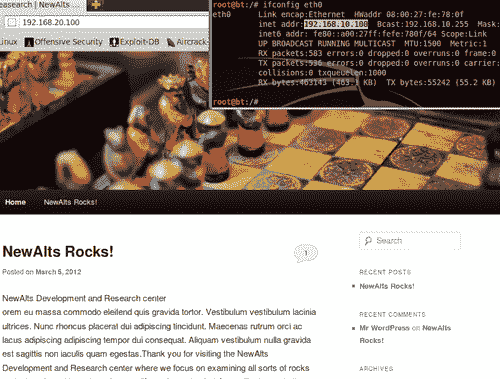 easearch | NewAlts ...
192.168.20.100
Linux Offensive Security Exploit-DB Aircrack-
root@bt:/# ifconfig eth0
eth0 Link encap:Ethernet HWaddr 08:00:27:fe:78:0f
inet addr:192.168.10.100 Bcast:192.168.10.255 Mask:
inet6 addr: fe80::a00:27ff:fefe:780f/64 Scope:Link
UP BROADCAST RUNNING MULTICAST MTU:1500 Metric:1
RX packets:583 errors:0 dropped:0 overruns:0 frame:0
TX packets:536 errors:0 dropped:0 overruns:0 carrier:
collisions:0 txqueuelen:1000
RX bytes:463143 (463.1 KB) TX bytes:55242 (55.2 KB)
root@bt:/#
Home NewAlts Rocks!
NewAlts Rocks!
1
Posted on March 5, 2012
NewAlts Development and Research center
orem eu massa commodo eleifend quis gravida tortor. Vestibulum vestibulum lacinia
ultrices. Nunc rhoncus placerat dui adipiscing tincidunt. Maecenas rutrum orci ac
lacus adipiscing adipiscing tempor dui consequat. Aliquam vestibulum nulla gravida
est sagittis non iaculis quam egestas.Thank you for visiting the NewAlts
Development and Research center where we focus on examining all sorts of rocks
Search
RECENT POSTS
NewAlts Rocks!
RECENT COMMENTS
Mr WordPress on NewAlts
Rocks!
ARCHIVES